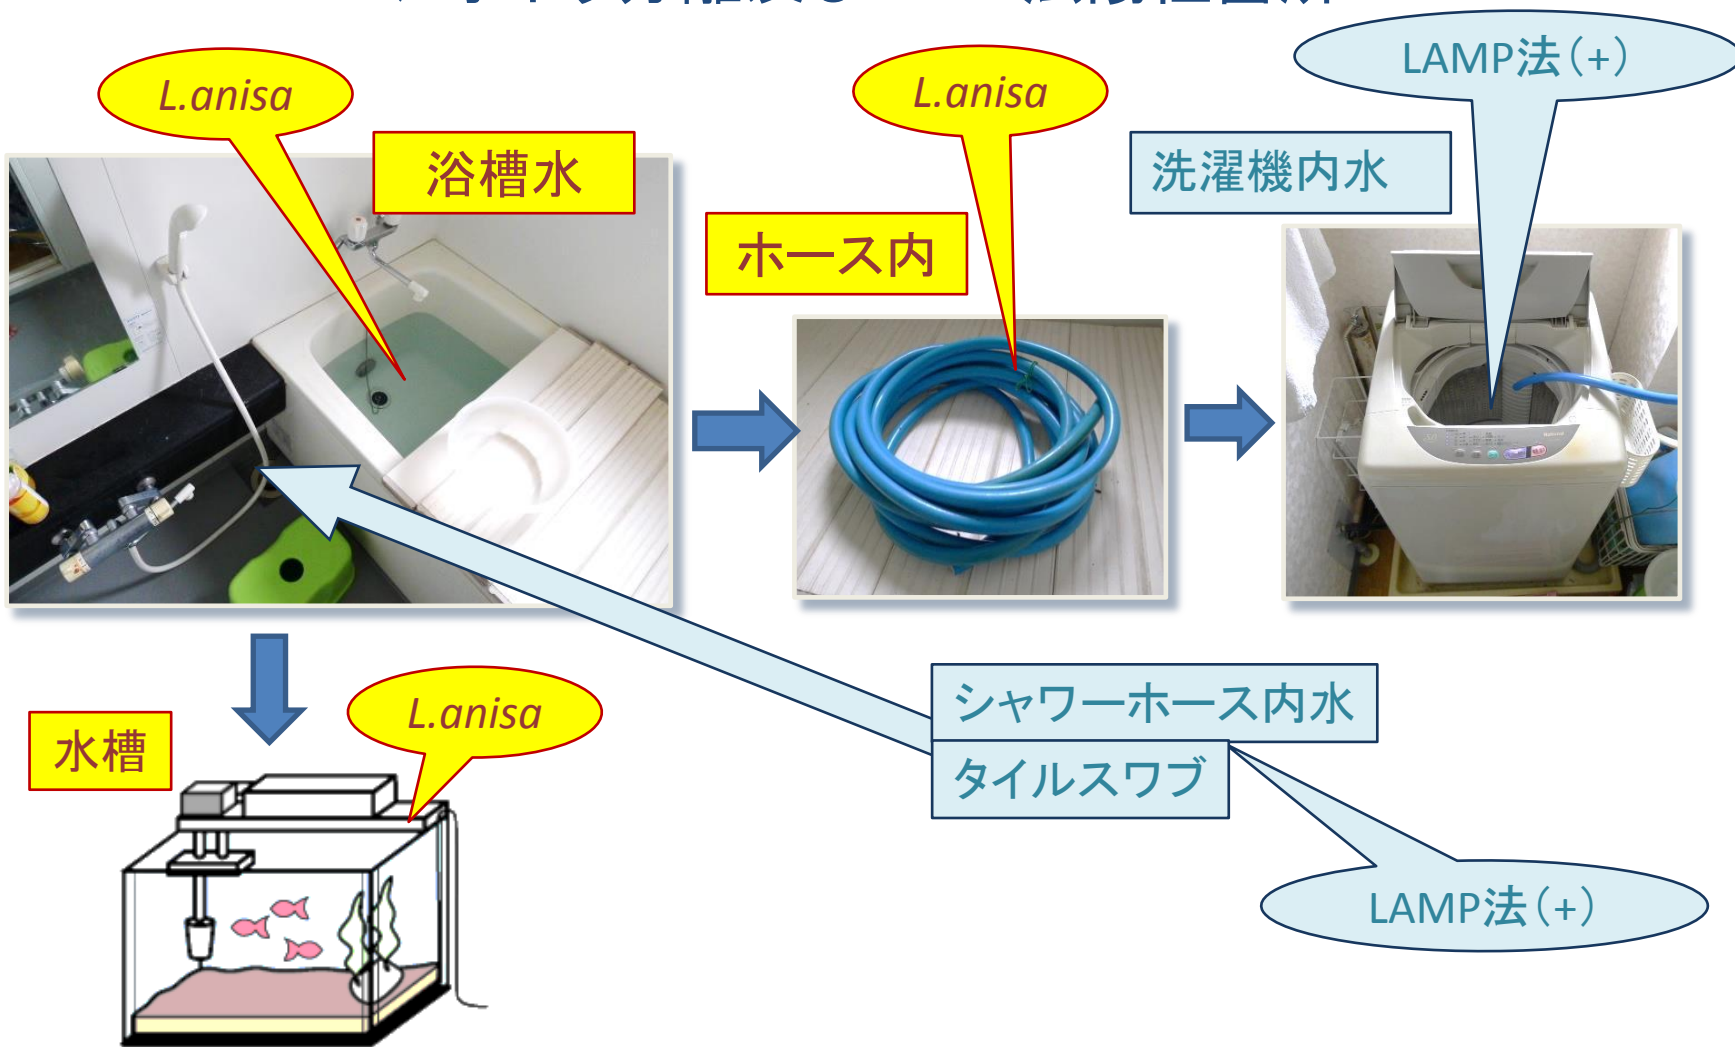 L.anisa
浴槽水
ホース内
L.anisa
洗濯機内水
LAMP法（+）
水槽
L.anisa
シャワーホース内水
タイルスワブ
LAMP法（+）